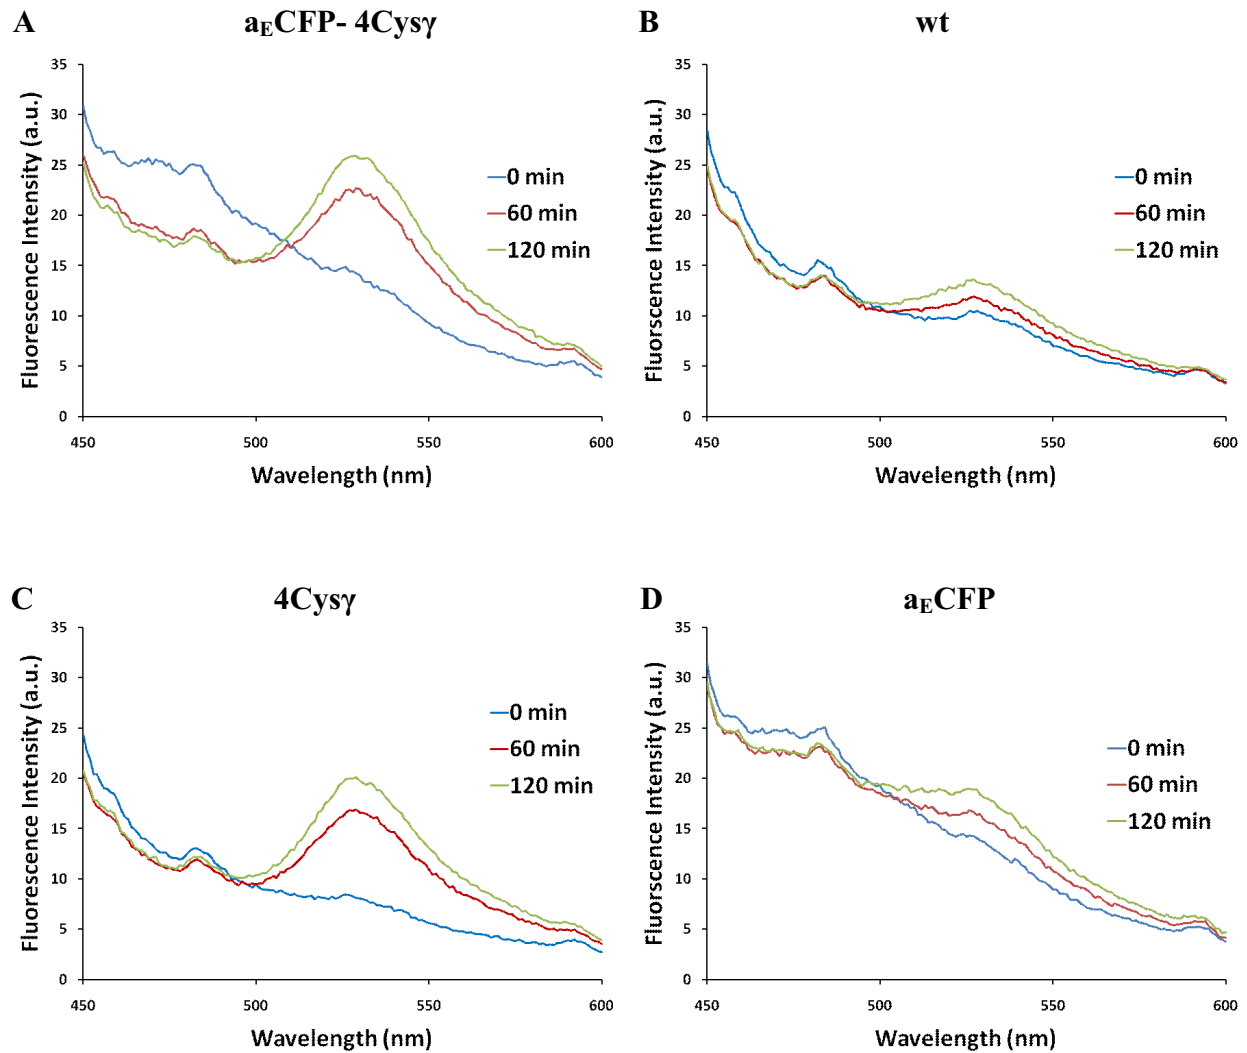 A
a_ECFP- 4Cysγ
Fluorescence Intensity (a.u.)
35
30
25
20
15
10
5
0
450
500
550
600
Wavelength (nm)
0 min
60 min
120 min
B
wt
Fluorscence Intensity (a.u.)
35
30
25
20
15
10
5
0
450
500
550
600
Wavelength (nm)
0 min
60 min
120 min
C
4Cysγ
Fluorescence Intensity (a.u.)
35
30
25
20
15
10
5
0
450
500
550
600
Wavelength (nm)
0 min
60 min
120 min
D
a_ECFP
Fluorescence Intensity (a.u.)
35
30
25
20
15
10
5
0
450
500
550
600
Wavelength (nm)
0 min
60 min
120 min